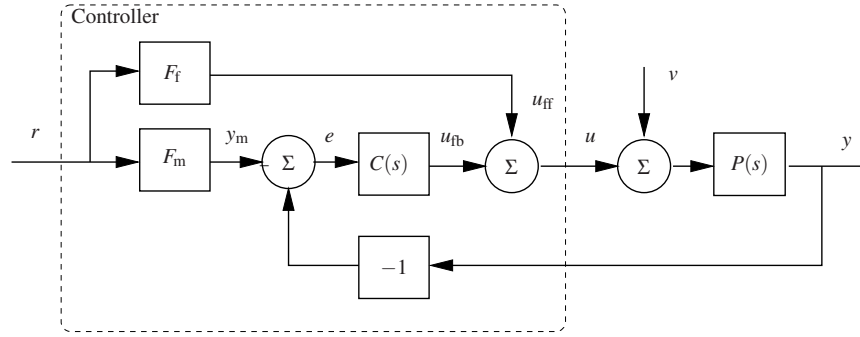 Controller
F_f
u_ff
v
r
F_m
y_m
Σ
e
C(s)
u_fb
Σ
u
Σ
P(s)
y
−1